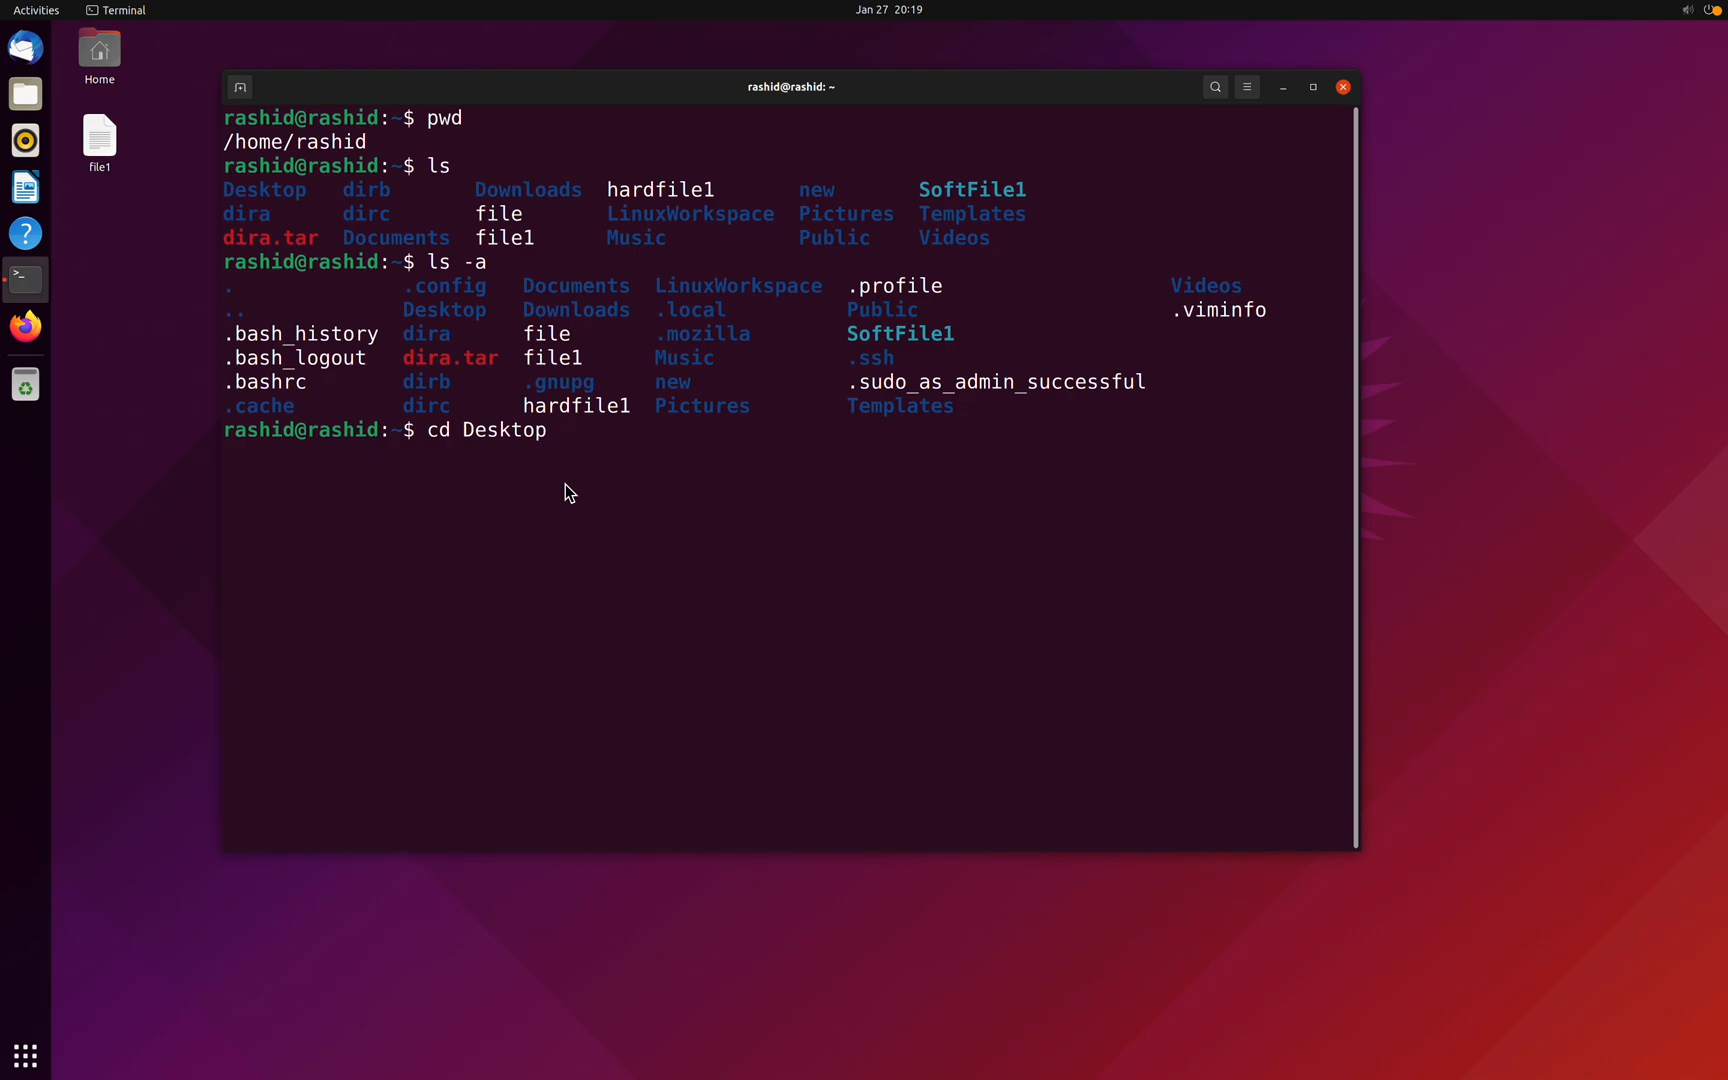 Activities Terminal Jan 27 20:19
Home
file1
rashid@rashid: ~
rashid@rashid:~$ pwd
/home/rashid
rashid@rashid:~$ ls
Desktop dirb Downloads hardfile1 new SoftFile1
dira dirc file LinuxWorkspace Pictures Templates
dira.tar Documents file1 Music Public Videos
rashid@rashid:~$ ls -a
. .config Documents LinuxWorkspace .profile Videos
.. Desktop Downloads .local Public .viminfo
.bash_history dira file .mozilla SoftFile1
.bash_logout dira.tar file1 Music .ssh
.bashrc dirb .gnupg new .sudo_as_admin_successful
.cache dirc hardfile1 Pictures Templates
rashid@rashid:~$ cd Desktop